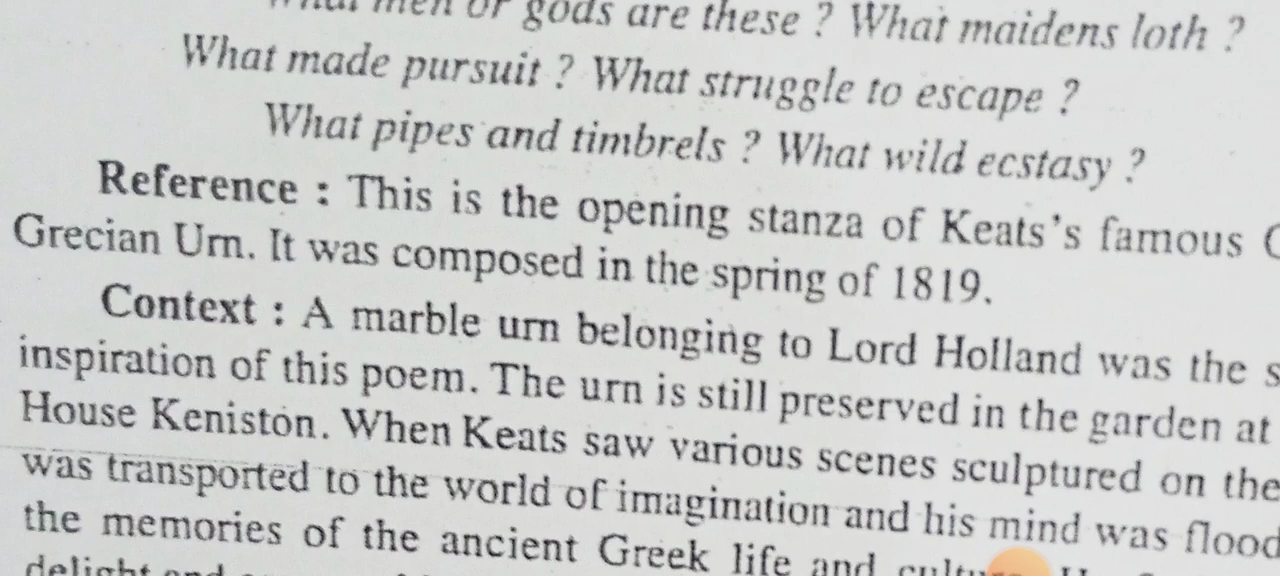 men or gods are these ? What maidens loth ?
What made pursuit ? What struggle to escape ?
What pipes and timbrels ? What wild ecstasy ?
Reference : This is the opening stanza of Keats's famous
Grecian Urn. It was composed in the spring of 1819.
Context : A marble urn belonging to Lord Holland was the s
inspiration of this poem. The urn is still preserved in the garden at
House Keniston. When Keats saw various scenes sculptured on the
was transported to the world of imagination and his mind was flood
the memories of the ancient Greek life and
delight and